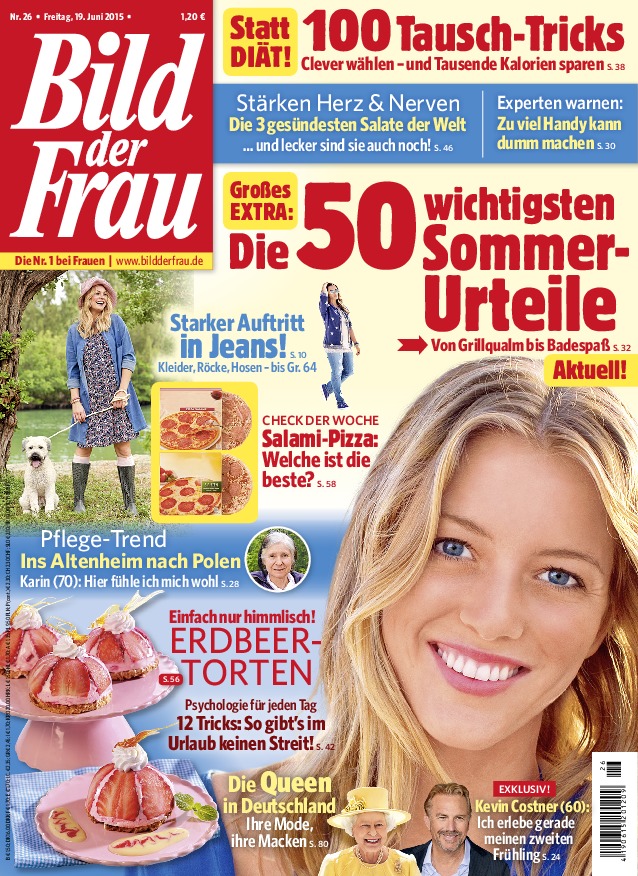 Nr. 26 • Freitag, 19. Juni 2015 •
1,20 €
Bild
der
Frau
Die Nr. 1 bei Frauen | www.bildderfrau.de
Statt
DIÄT!
100 Tausch-Tricks
Clever wählen – und Tausende Kalorien sparen S. 38
Stärken Herz & Nerven
Die 3 gesündesten Salate der Welt
... und lecker sind sie auch noch! S. 46
Experten warnen:
Zu viel Handy kann
dumm machen S. 30
Großes
EXTRA:
Die 50 wichtigsten
Sommer-
Urteile
Von Grillqualm bis Badespaß S. 32
Aktuell!
Starker Auftritt
in Jeans! S. 10
Kleider, Röcke, Hosen – bis Gr. 64
CHECK DER WOCHE
Salami-Pizza:
Welche ist die
beste? S. 58
Pflege-Trend
Ins Altenheim nach Polen
Karin (70): Hier fühle ich mich wohl S. 28
Einfach nur himmlisch!
ERDBEER-
TORTEN
S. 56
Psychologie für jeden Tag
12 Tricks: So gibt's im
Urlaub keinen Streit! S. 42
Die Queen
in Deutschland
Ihre Mode,
ihre Macken S. 80
EXKLUSIV!
Kevin Costner (60):
Ich erlebe gerade
meinen zweiten
Frühling S. 24
26
4 190615 301209